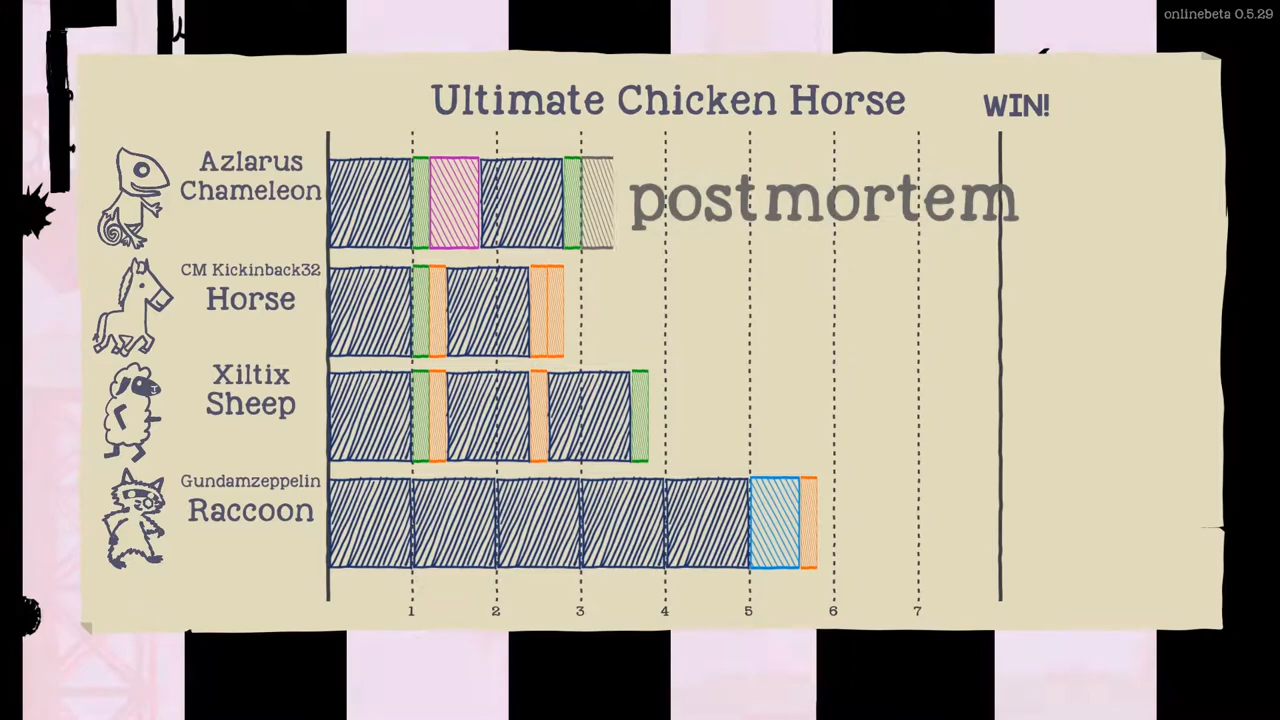 onlinebeta 0.5.29
Ultimate Chicken Horse
WIN!
Azlarus
Chameleon
postmortem
CM Kickinback32
Horse
Xiltix
Sheep
Gundamzeppelin
Raccoon
1 2 3 4 5 6 7